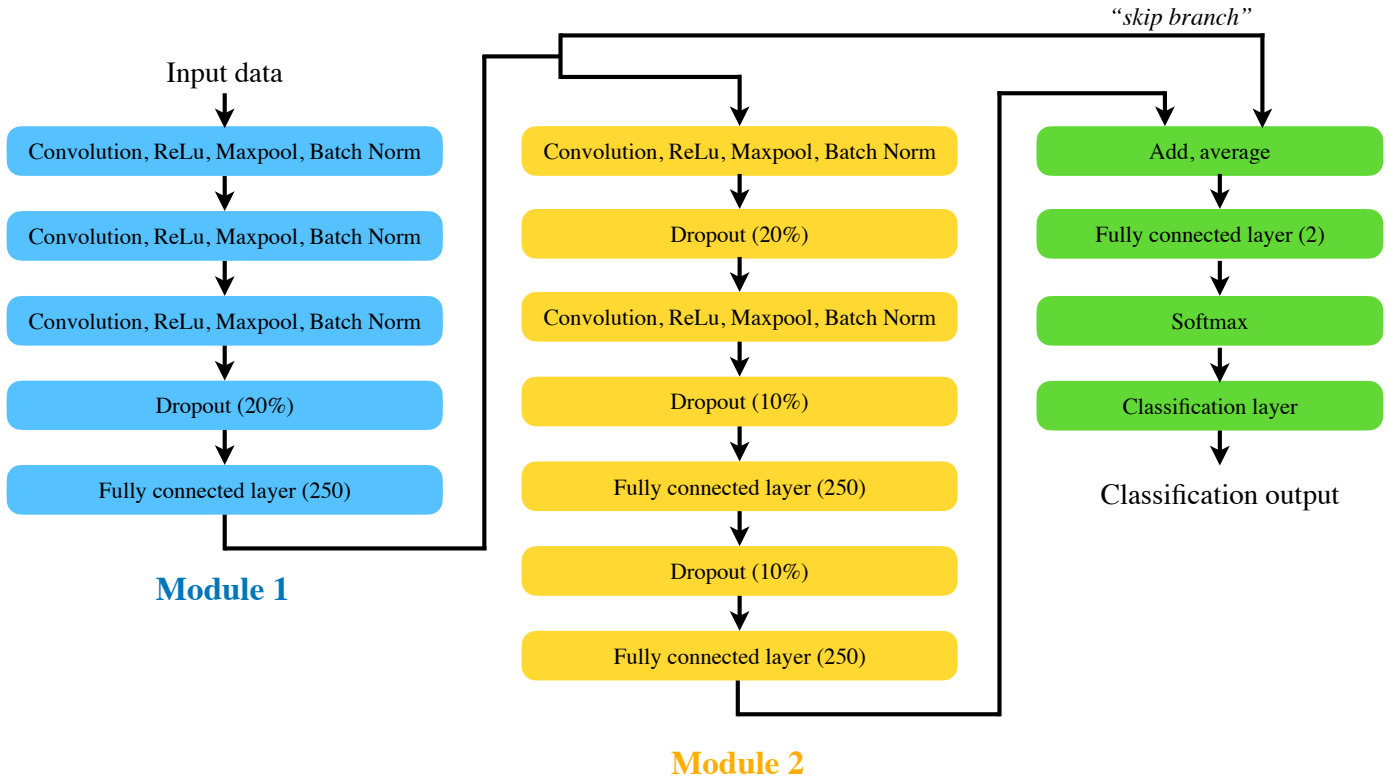 “skip branch”
Input data
Convolution, ReLu, Maxpool, Batch Norm
Convolution, ReLu, Maxpool, Batch Norm
Convolution, ReLu, Maxpool, Batch Norm
Dropout (20%)
Fully connected layer (250)
Module 1
Convolution, ReLu, Maxpool, Batch Norm
Dropout (20%)
Convolution, ReLu, Maxpool, Batch Norm
Dropout (10%)
Fully connected layer (250)
Dropout (10%)
Fully connected layer (250)
Module 2
Add, average
Fully connected layer (2)
Softmax
Classification layer
Classification output